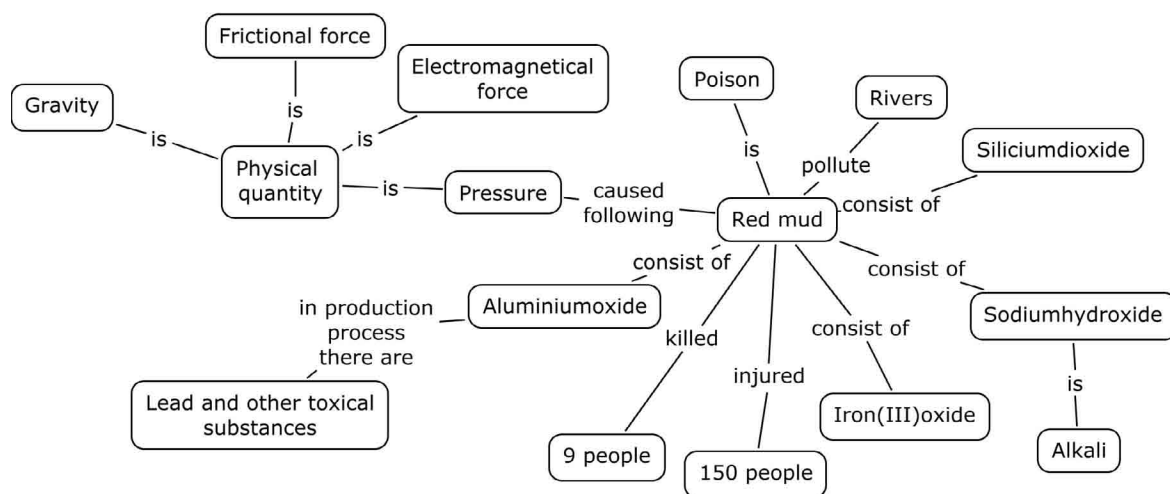 Frictional force
Electromagnetical
force
Gravity
is
is
is
Physical
quantity
is
Pressure
caused
following
Poison
is
Rivers
pollute
Siliciumdioxide
consist of
Red mud
consist of
Aluminiumoxide
in production
process
there are
Lead and other toxical
substances
killed
9 people
injured
150 people
consist of
Iron(III)oxide
consist of
Sodiumhydroxide
is
Alkali